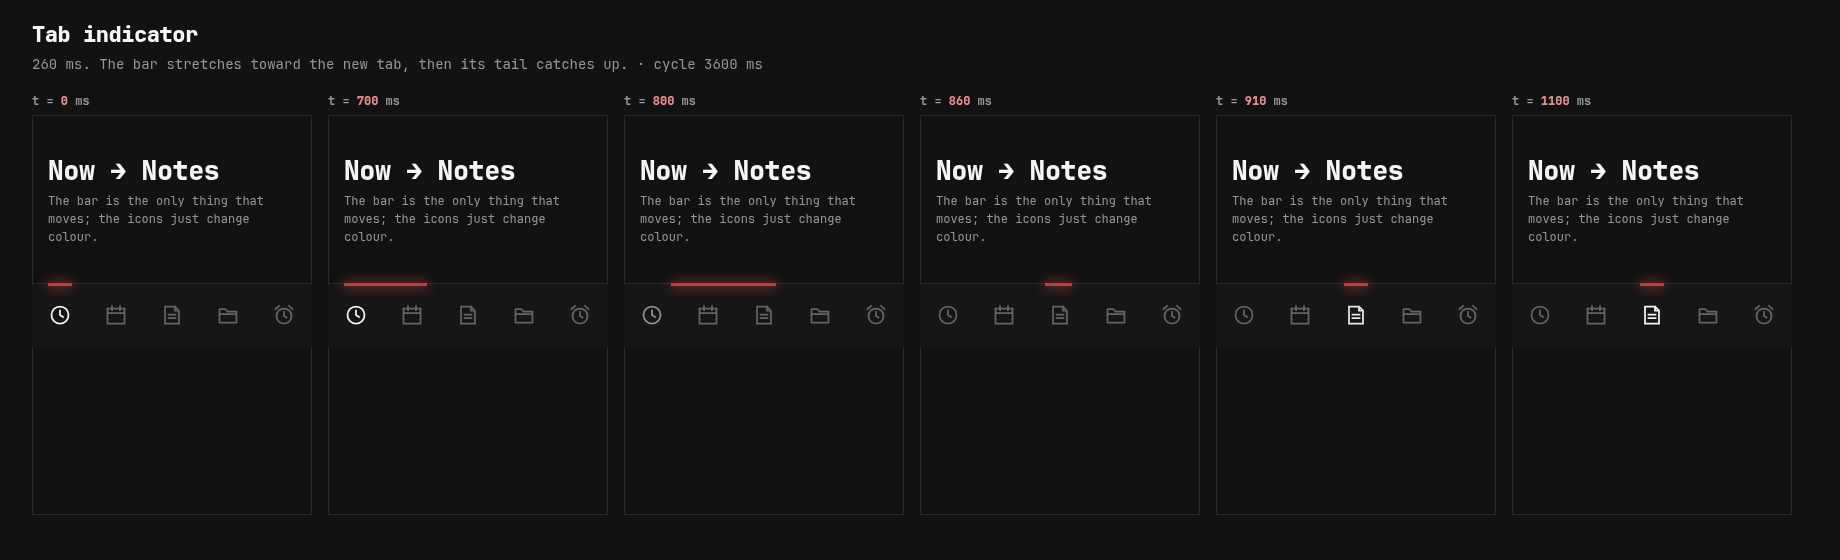 Tab indicator
260 ms. The bar stretches toward the new tab, then its tail catches up. · cycle 3600 ms
t = 0 ms
Now → Notes
The bar is the only thing that
moves; the icons just change
colour.
t = 700 ms
Now → Notes
The bar is the only thing that
moves; the icons just change
colour.
t = 800 ms
Now → Notes
The bar is the only thing that
moves; the icons just change
colour.
t = 860 ms
Now → Notes
The bar is the only thing that
moves; the icons just change
colour.
t = 910 ms
Now → Notes
The bar is the only thing that
moves; the icons just change
colour.
t = 1100 ms
Now → Notes
The bar is the only thing that
moves; the icons just change
colour.